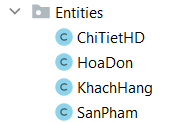 Entities
C ChiTietHD
C HoaDon
C KhachHang
C SanPham